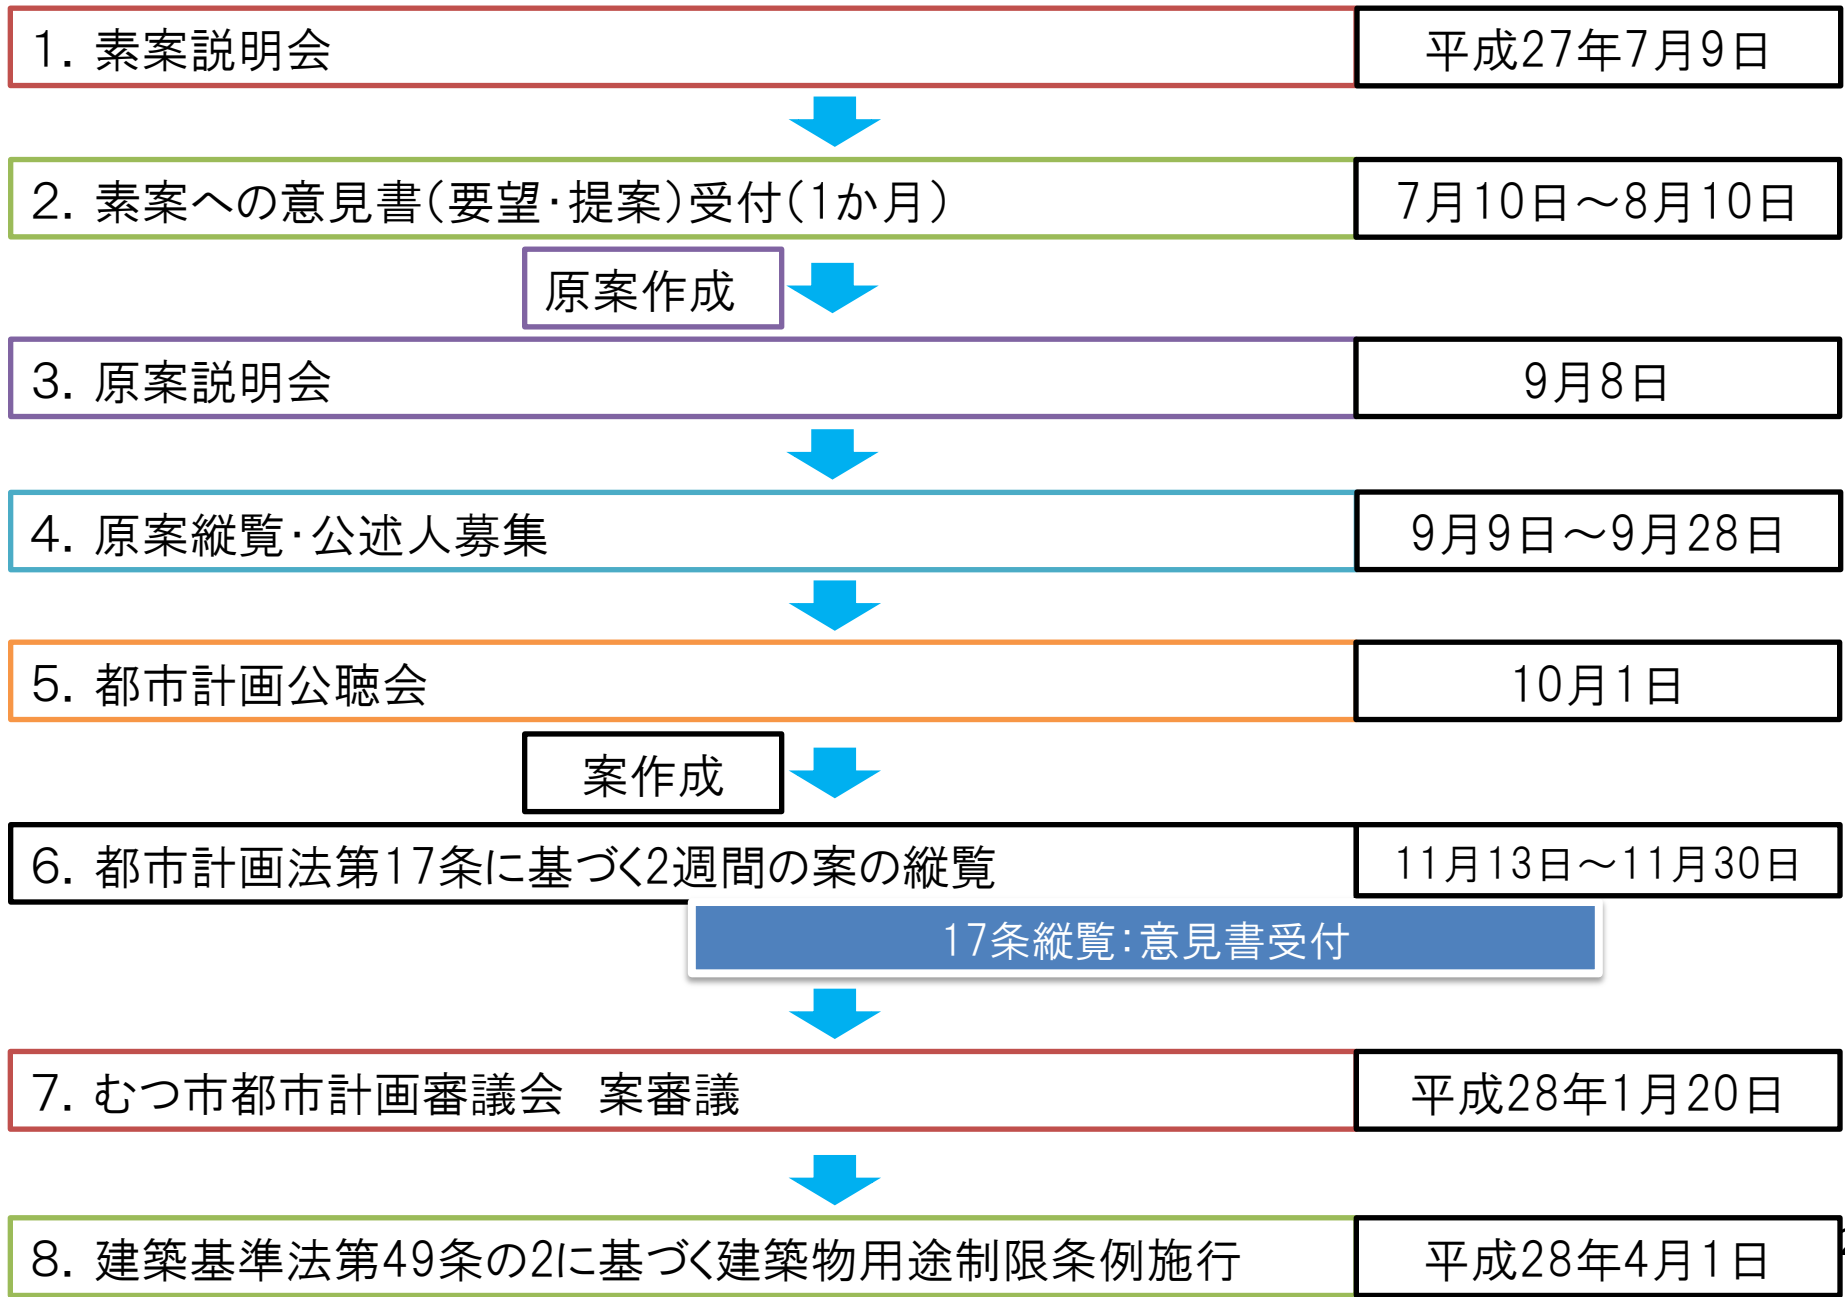 1. 素案説明会
平成27年7月9日
2. 素案への意見書(要望・提案)受付(1か月)
7月10日～8月10日
原案作成
3. 原案説明会
9月8日
4. 原案縦覧・公述人募集
9月9日～9月28日
5. 都市計画公聴会
10月1日
案作成
6. 都市計画法第17条に基づく2週間の案の縦覧
11月13日～11月30日
17条縦覧：意見書受付
7. むつ市都市計画審議会　案審議
平成28年1月20日
8. 建築基準法第49条の2に基づく建築物用途制限条例施行
平成28年4月1日